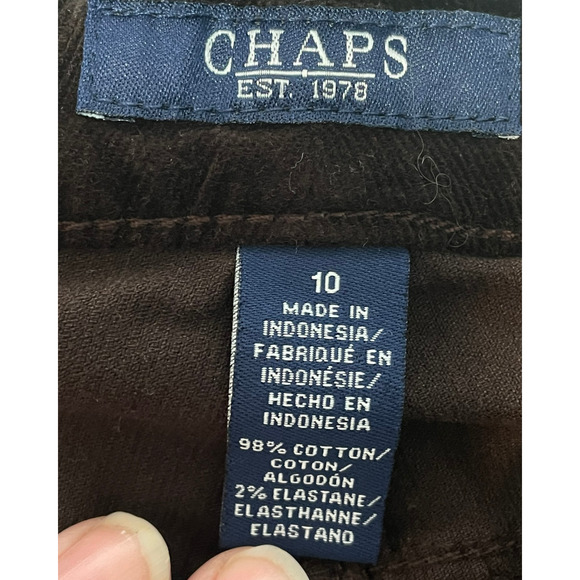 CHAPS
EST. 1978
10
MADE IN
INDONESIA/
FABRIQUÉ EN
INDONÉSIE/
HECHO EN
INDONESIA
98% COTTON/
COTON/
ALGODÓN
2% ELASTANE/
ELASTHANNE/
ELASTANO